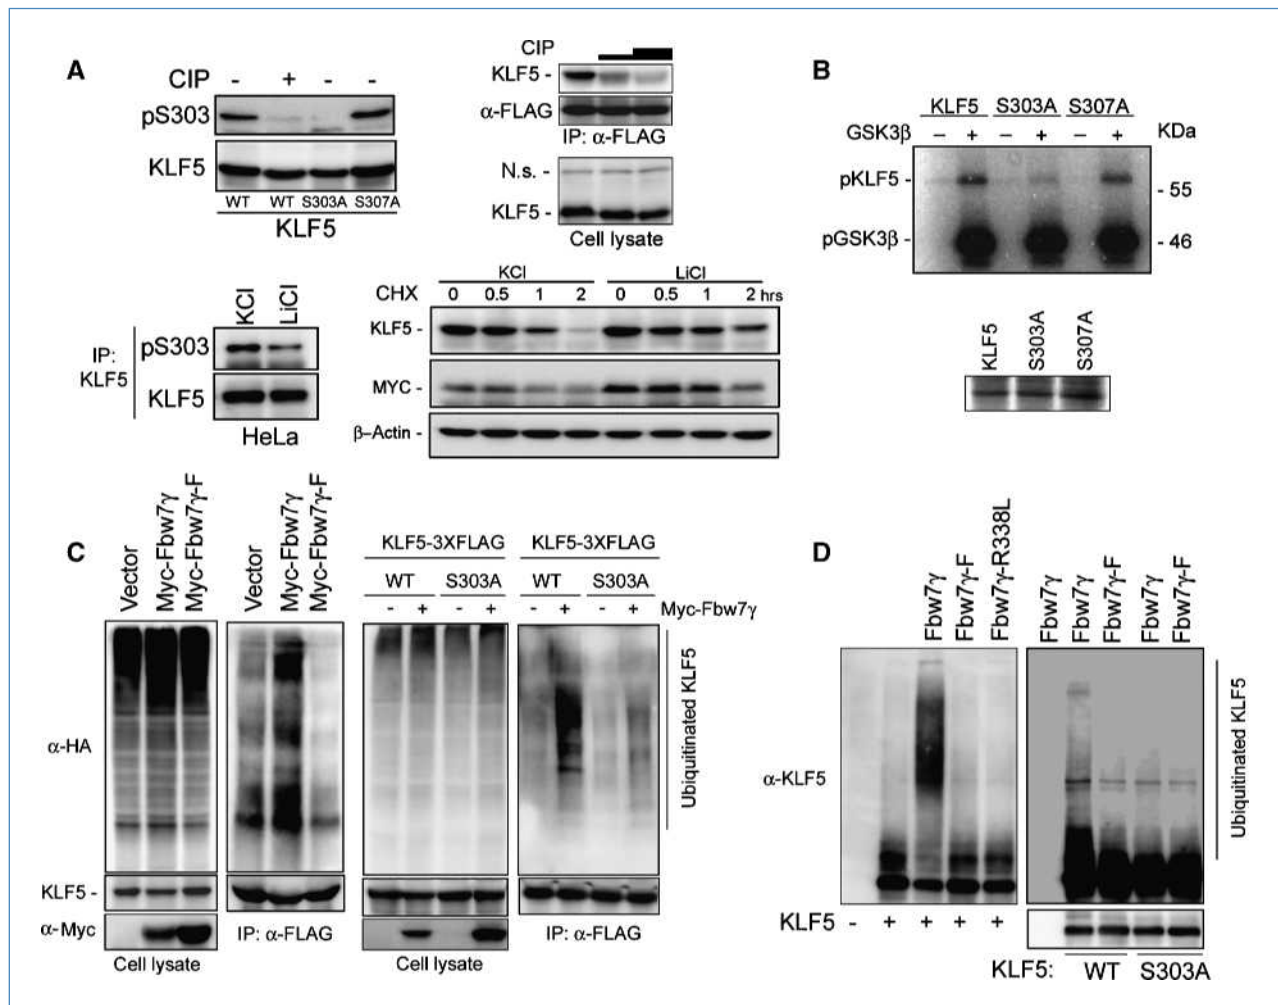 A
CIP - + - -
pS303
KLF5
WT WT S303A S307A
KLF5
CIP
KLF5 -
α-FLAG
IP: α-FLAG
N.s. -
KLF5 -
Cell lysate
KCl LiCl
IP: KLF5
pS303
KLF5
HeLa
KCl LiCl
CHX 0 0.5 1 2 0 0.5 1 2 hrs
KLF5 -
MYC -
β–Actin -
B
KLF5 S303A S307A
GSK3β - + - + - + KDa
pKLF5 -
- 55
pGSK3β -
- 46
KLF5 S303A S307A
C
Vector Myc-Fbw7γ Myc-Fbw7γ-F
Vector Myc-Fbw7γ Myc-Fbw7γ-F
KLF5-3XFLAG KLF5-3XFLAG
WT S303A WT S303A
- + - + - + - + Myc-Fbw7γ
α-HA
Ubiquitinated KLF5
KLF5 -
α-Myc
IP: α-FLAG
IP: α-FLAG
Cell lysate
Cell lysate
D
Fbw7γ Fbw7γ-F Fbw7γ-R338L
Fbw7γ Fbw7γ Fbw7γ-F Fbw7γ Fbw7γ-F
α-KLF5
Ubiquitinated KLF5
KLF5 - + + + +
KLF5: WT S303A